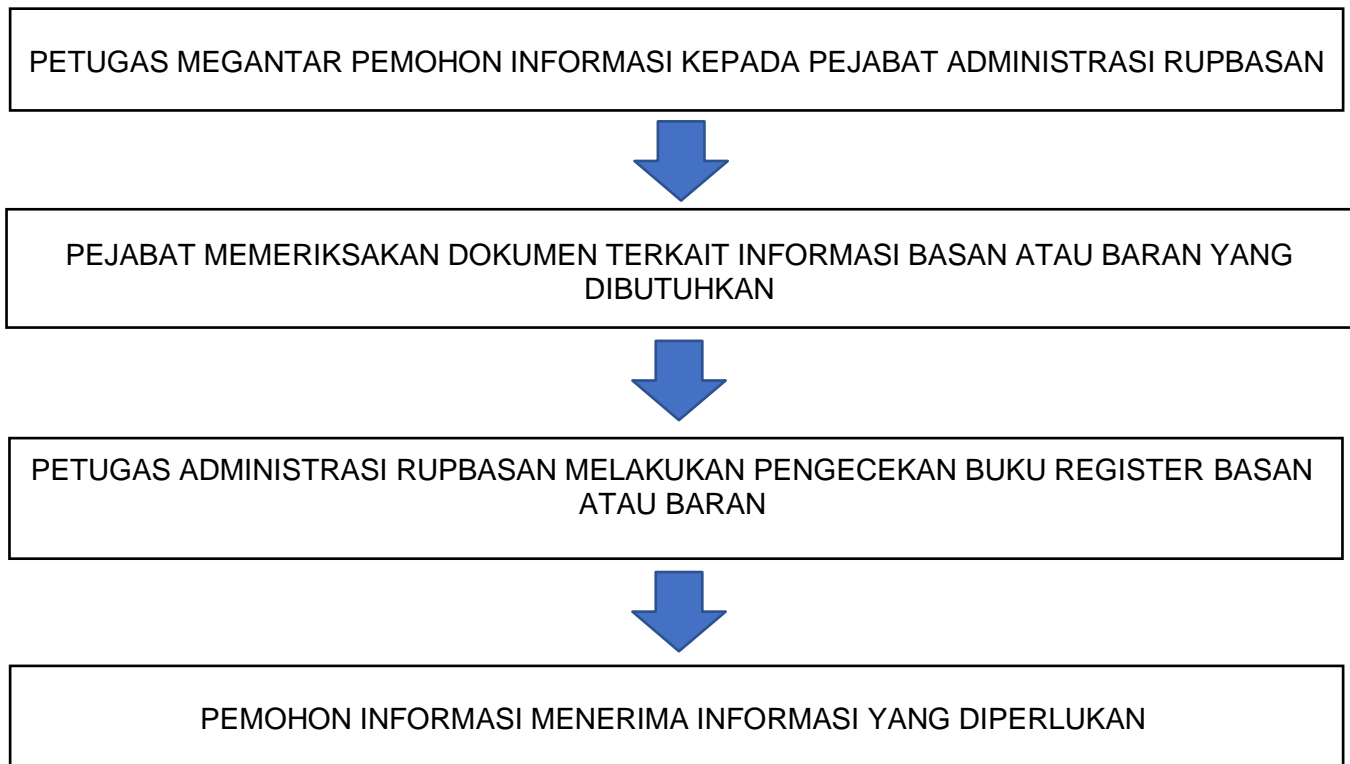 PETUGAS MEGANTAR PEMOHON INFORMASI KEPADA PEJABAT ADMINISTRASI RUPBASAN
PEJABAT MEMERIKSAKAN DOKUMEN TERKAIT INFORMASI BASAN ATAU BARAN YANG
DIBUTUHKAN
PETUGAS ADMINISTRASI RUPBASAN MELAKUKAN PENGECEKAN BUKU REGISTER BASAN
ATAU BARAN
PEMOHON INFORMASI MENERIMA INFORMASI YANG DIPERLUKAN